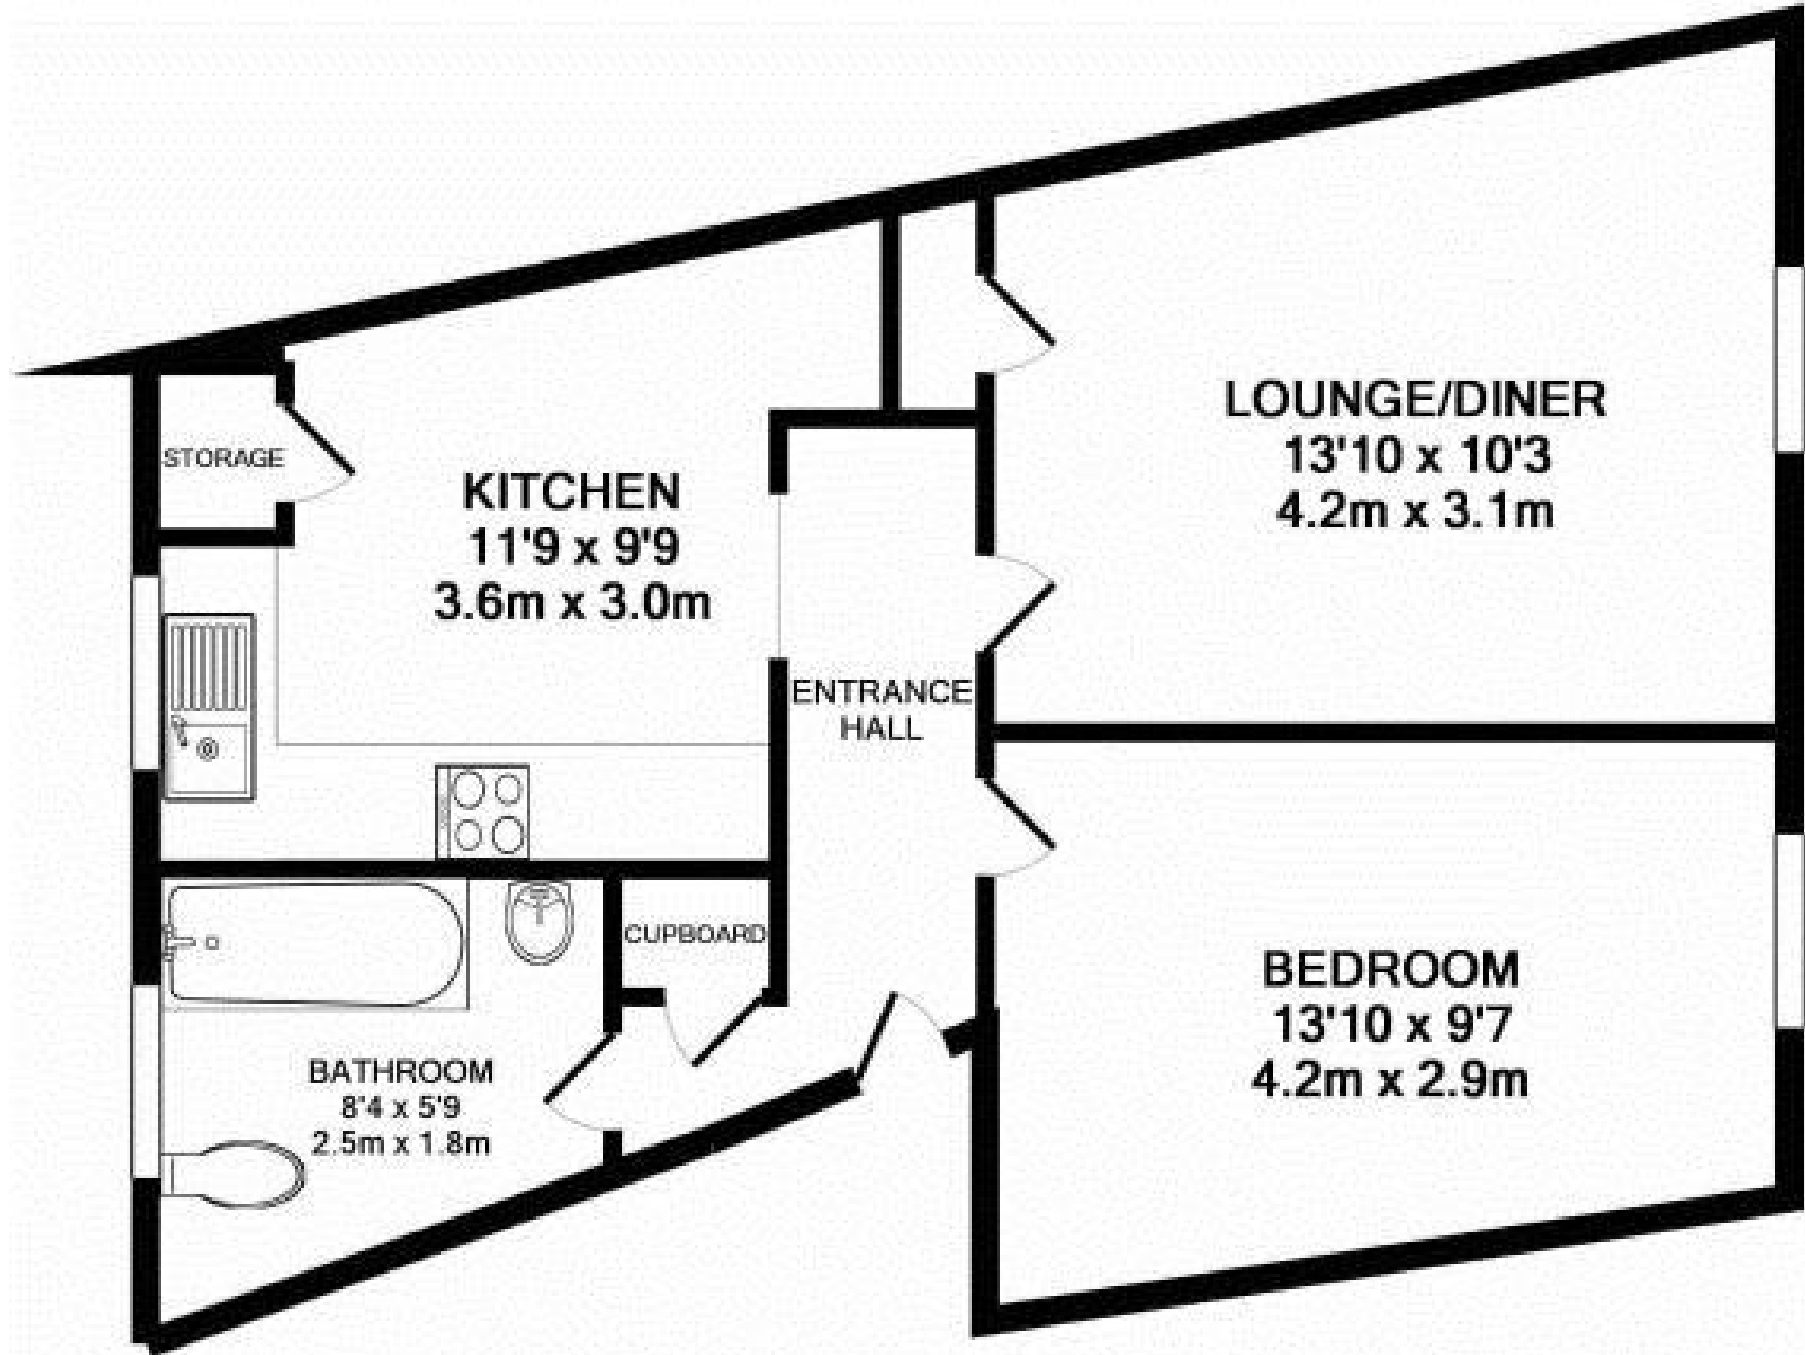 LOUNGE/DINER
13'10 x 10'3
4.2m x 3.1m
STORAGE
KITCHEN
11'9 x 9'9
3.6m x 3.0m
ENTRANCE
HALL
CUPBOARD
BEDROOM
13'10 x 9'7
4.2m x 2.9m
BATHROOM
8'4 x 5'9
2.5m x 1.8m